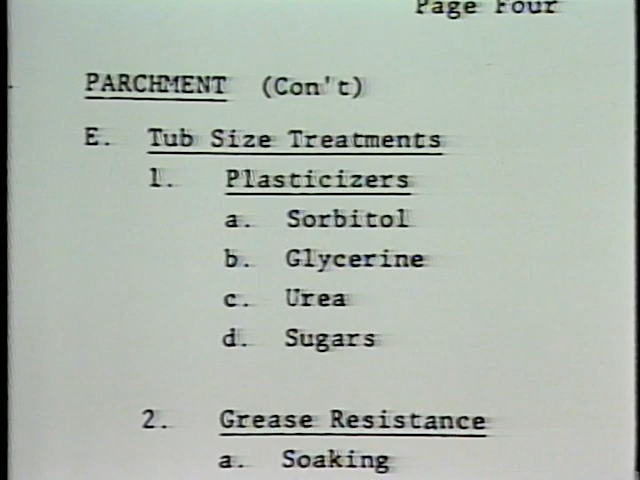 Page Four
PARCHMENT (Con't)
E. Tub Size Treatments
1. Plasticizers
a. Sorbitol
b. Glycerine
c. Urea
d. Sugars
2. Grease Resistance
a. Soaking